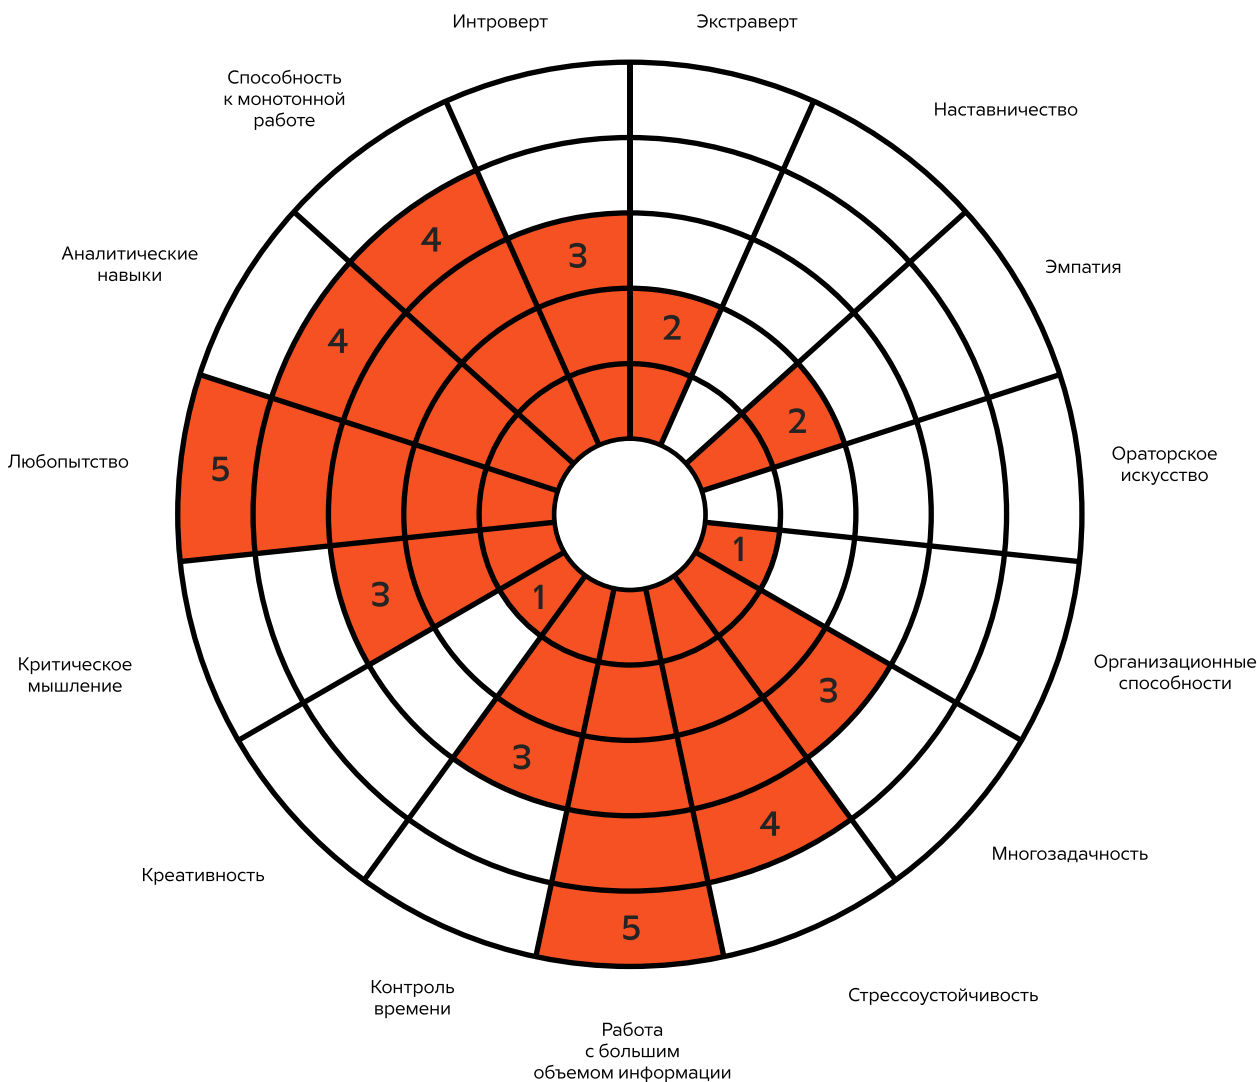 Интроверт
Экстраверт
Способность
к монотонной
работе
Наставничество
Аналитические
навыки
Эмпатия
4
3
2
4
2
Любопытство
5
Ораторское
искусство
1
3
1
Критическое
мышление
Организационные
способности
3
3
4
Креативность
Многозадачность
5
Контроль
времени
Стрессоустойчивость
Работа
с большим
объемом информации